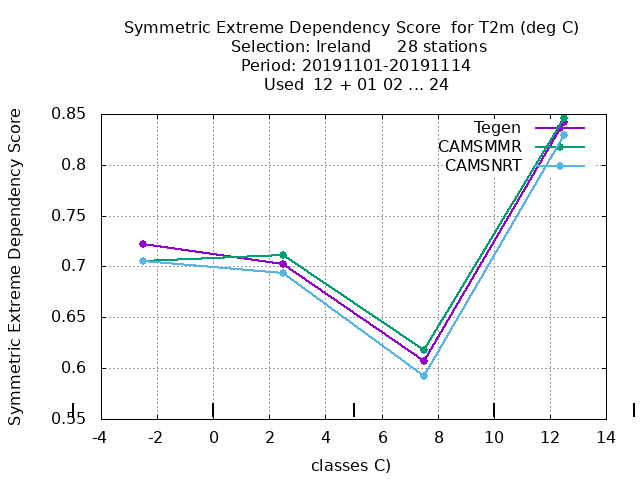 Symmetric Extreme Dependency Score  for T2m (deg C)
Selection: Ireland     28 stations
Period: 20191101-20191114
Used  12 + 01 02 ... 24
Symmetric Extreme Dependency Score
0.85
0.8
0.75
0.7
0.65
0.6
0.55
Tegen
CAMSMMR
CAMSNRT
-4 -2 0 2 4 6 8 10 12 14
classes C)